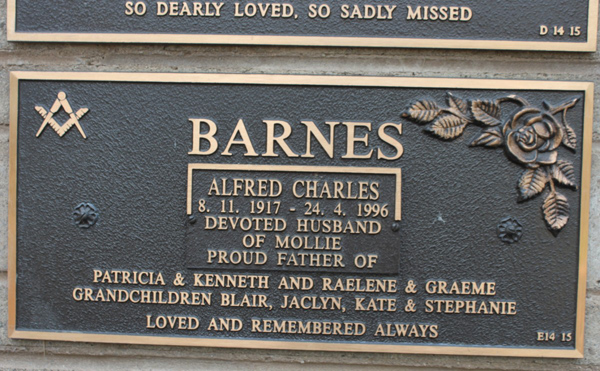 SO DEARLY LOVED, SO SADLY MISSED
D 14 15
BARNES
ALFRED CHARLES
8. 11. 1917 - 24. 4. 1996
DEVOTED HUSBAND
OF MOLLIE
PROUD FATHER OF
PATRICIA & KENNETH AND RAELENE & GRAEME
GRANDCHILDREN BLAIR, JACLYN, KATE & STEPHANIE
LOVED AND REMEMBERED ALWAYS
E14 15